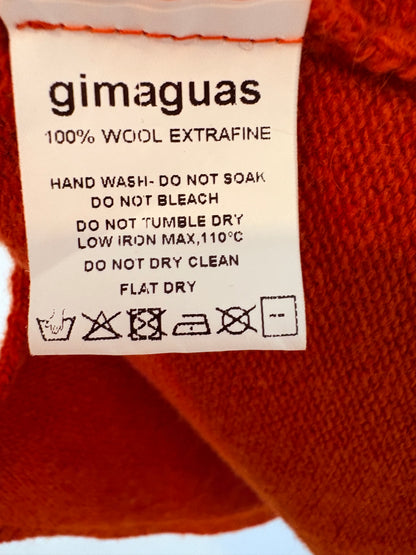 gimaguas
100% WOOL EXTRAFINE
HAND WASH- DO NOT SOAK
DO NOT BLEACH
DO NOT TUMBLE DRY
LOW IRON MAX,110°C
DO NOT DRY CLEAN
FLAT DRY